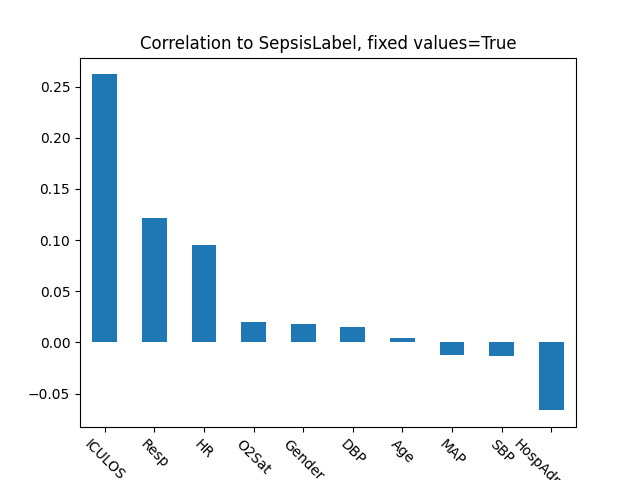 Correlation to SepsisLabel, fixed values=True
0.25
0.20
0.15
0.10
0.05
0.00
−0.05
ICULOS
Resp
HR
O2Sat
Gender
DBP
Age
MAP
SBP